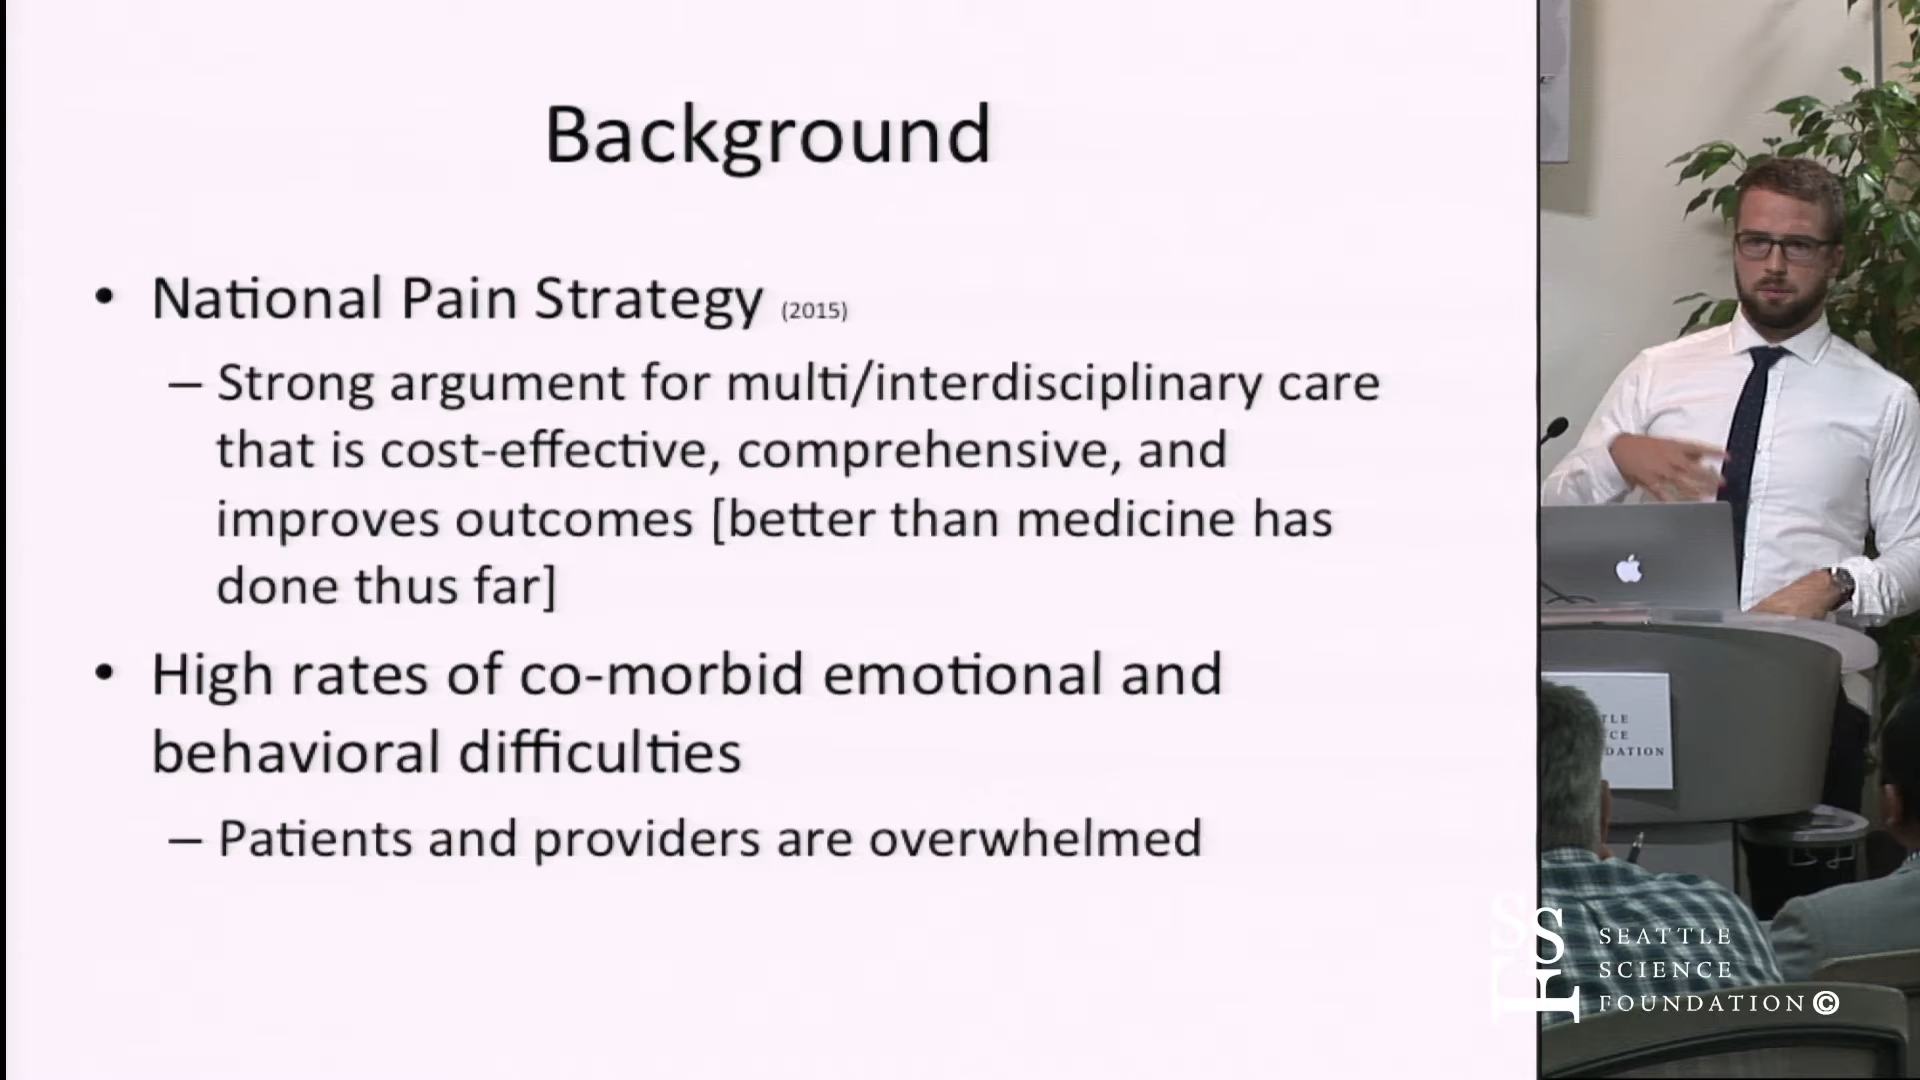 Background
• National Pain Strategy (2015)
– Strong argument for multi/interdisciplinary care
that is cost-effective, comprehensive, and
improves outcomes [better than medicine has
done thus far]
• High rates of co-morbid emotional and
behavioral difficulties
– Patients and providers are overwhelmed
SEATTLE
SCIENCE
FOUNDATION©